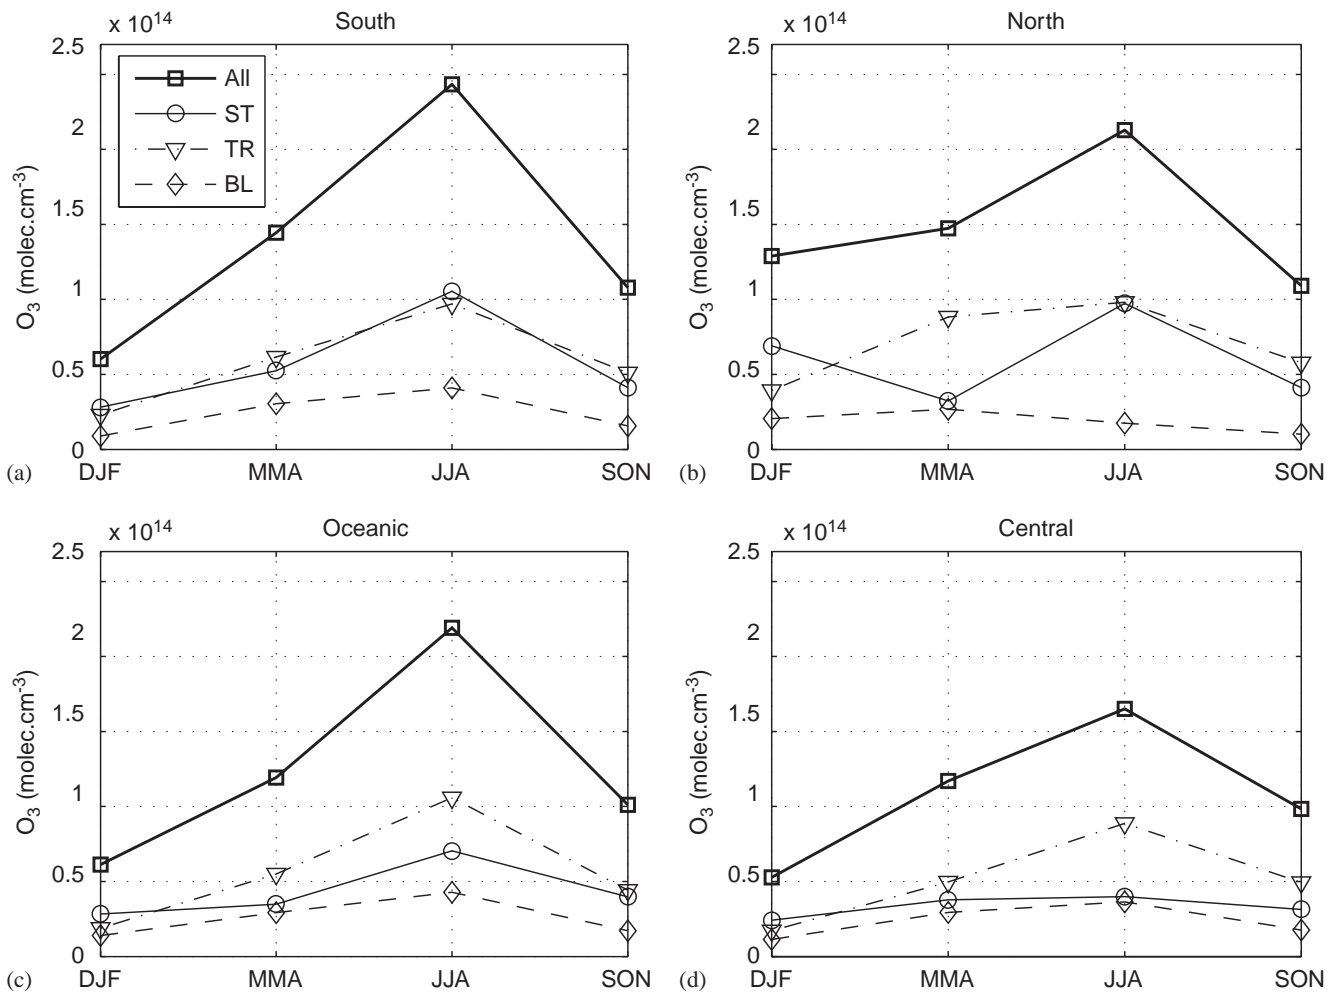 x 10^14 South
2.5
2
1.5
1
0.5
0
O3 (molec.cm-3)
All
ST
TR
BL
(a) DJF MMA JJA SON
x 10^14 North
2.5
2
1.5
1
0.5
0
O3 (molec.cm-3)
(b) DJF MMA JJA SON
x 10^14 Oceanic
2.5
2
1.5
1
0.5
0
O3 (molec.cm-3)
(c) DJF MMA JJA SON
x 10^14 Central
2.5
2
1.5
1
0.5
0
O3 (molec.cm-3)
(d) DJF MMA JJA SON